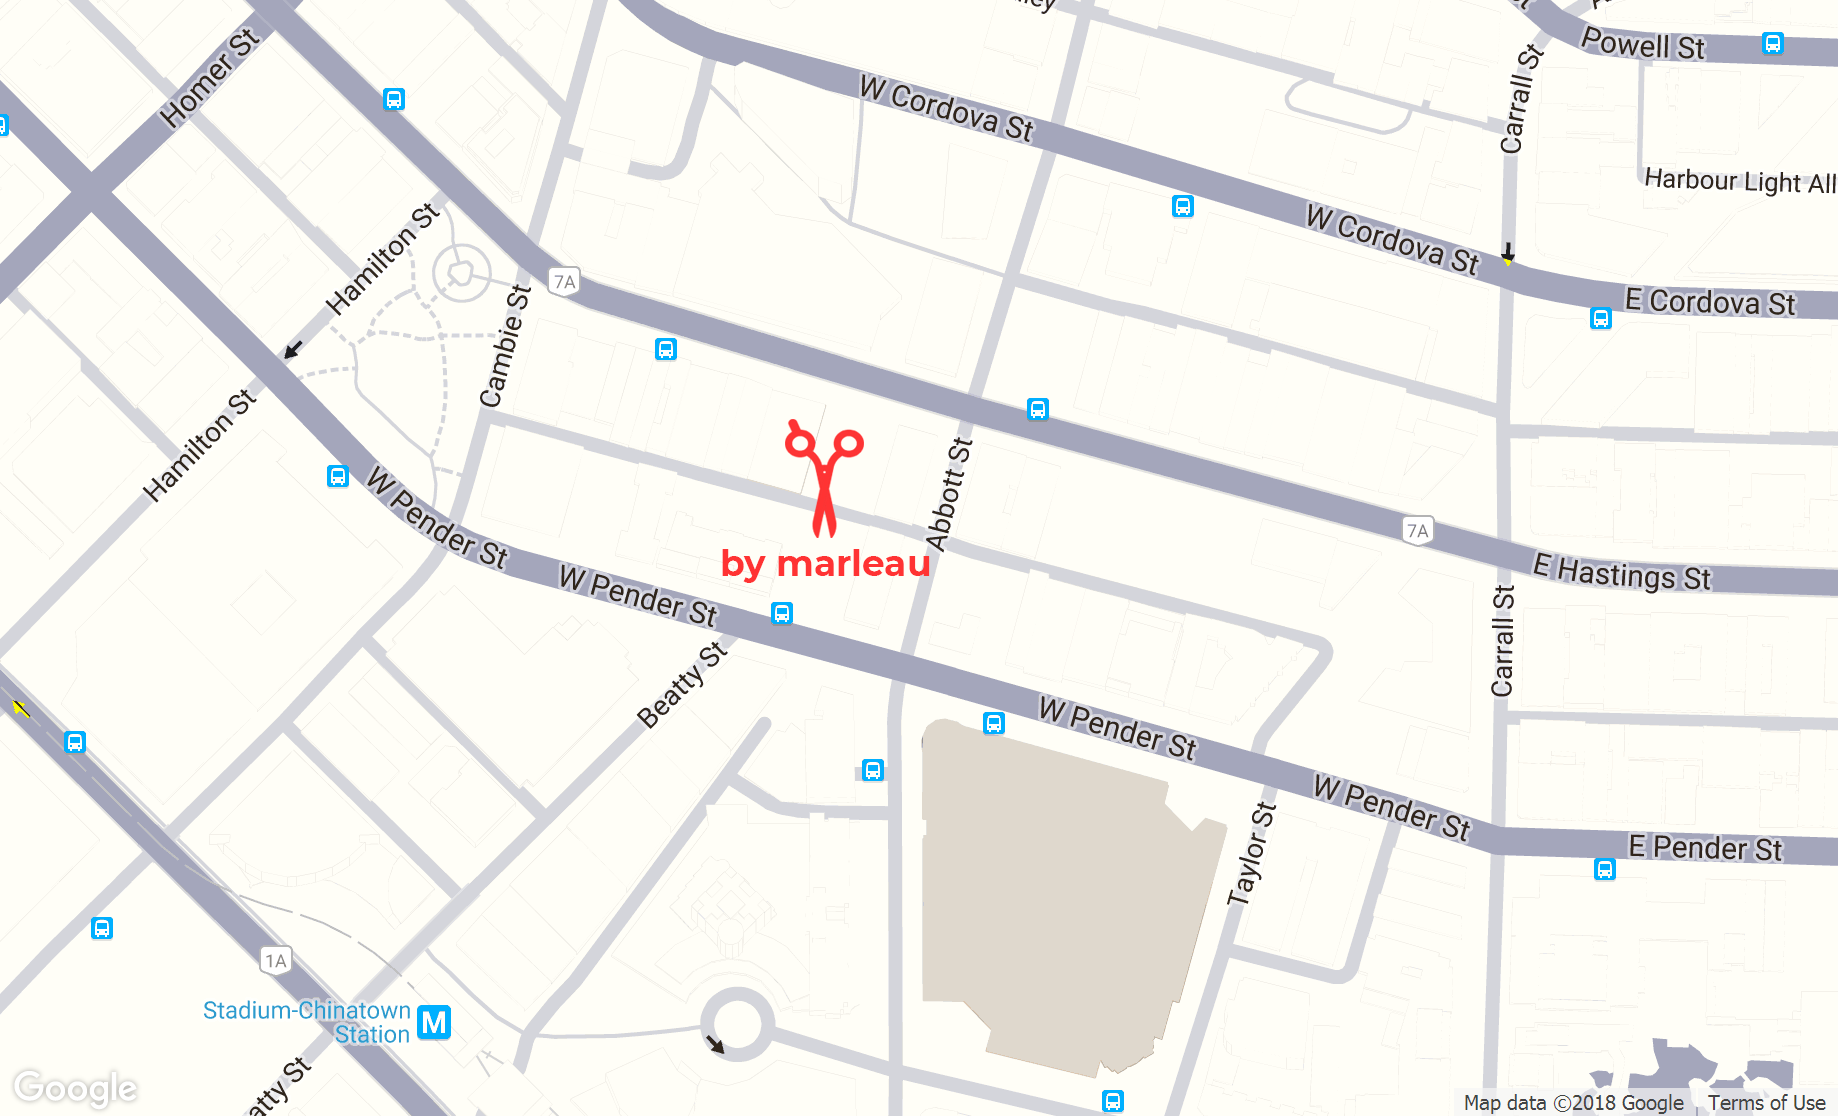 Powell St
Homer St
W Cordova St
Carrall St
Harbour Light All
Hamilton St
W Cordova St
7A
E Cordova St
Cambie St
Hamilton St
Abbott St
W Pender St
7A
by marleau
E Hastings St
W Pender St
Carrall St
Beatty St
W Pender St
W Pender St
Taylor St
E Pender St
1A
Stadium-Chinatown
Station
M
Google
atty St
Map data ©2018 Google
Terms of Use